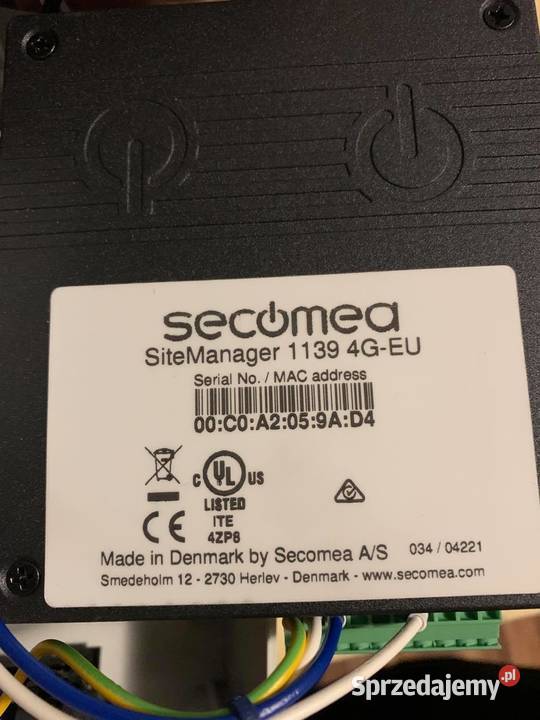 secomea
SiteManager 1139 4G-EU
Serial No. / MAC address
00:C0:A2:05:9A:D4
C UL US
LISTED
ITE
4ZP6
CE
Made in Denmark by Secomea A/S 034 / 04221
Smedeholm 12 - 2730 Herlev - Denmark - www.secomea.com
Sprzedajemy.pl